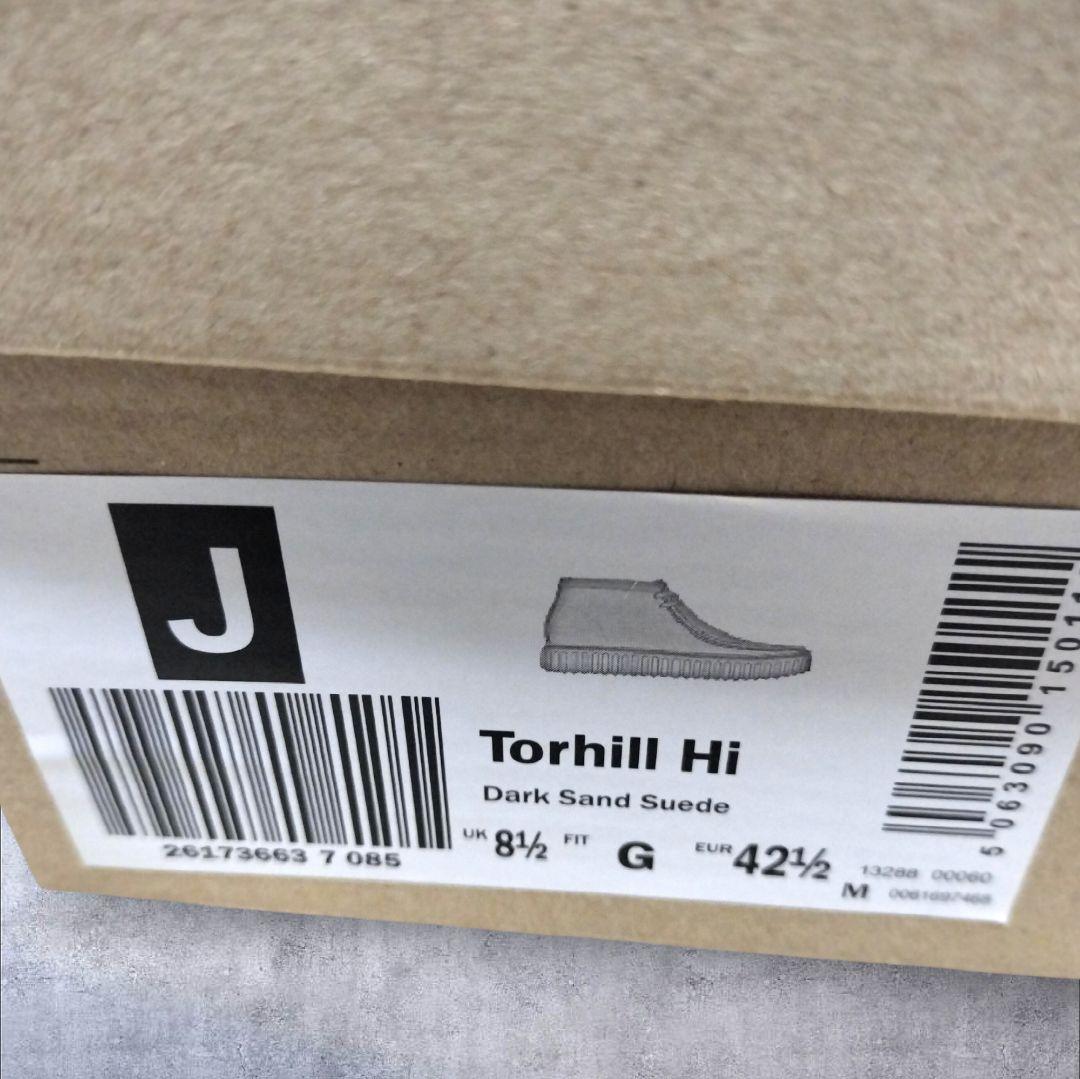 J
26173663 7 085
Torhill Hi
Dark Sand Suede
UK 8½ FIT G EUR 42½
13288 00060
M
5 063090 15011